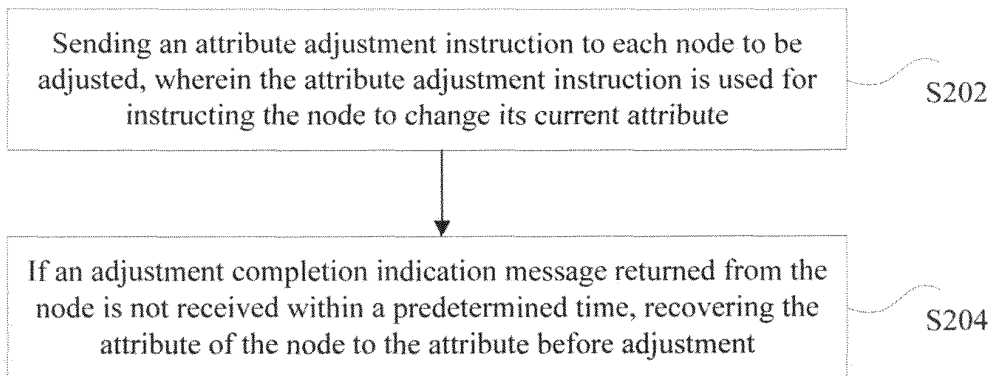 Sending an attribute adjustment instruction to each node to be
adjusted, wherein the attribute adjustment instruction is used for
instructing the node to change its current attribute
S202
If an adjustment completion indication message returned from the
node is not received within a predetermined time, recovering the
attribute of the node to the attribute before adjustment
S204